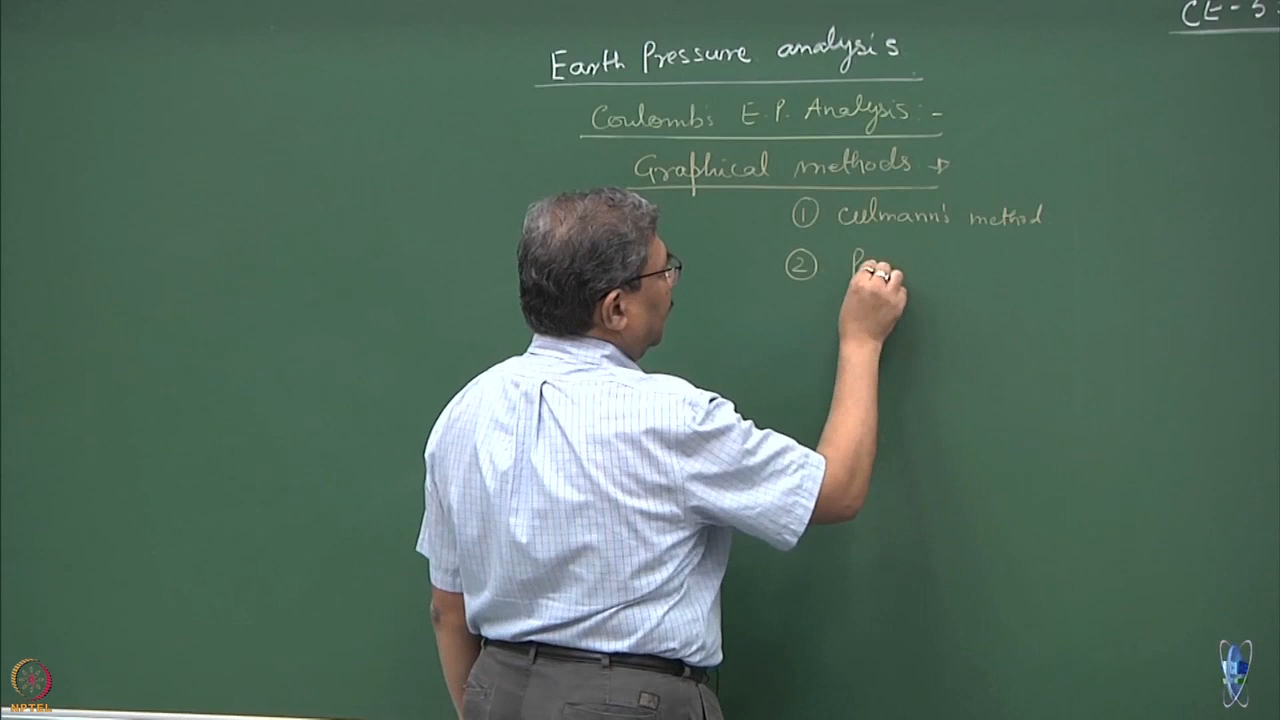 CE-5
Earth Pressure analysis
Coulomb's E.P. Analysis:-
Graphical methods →
① Culmann's method
②
NPTEL